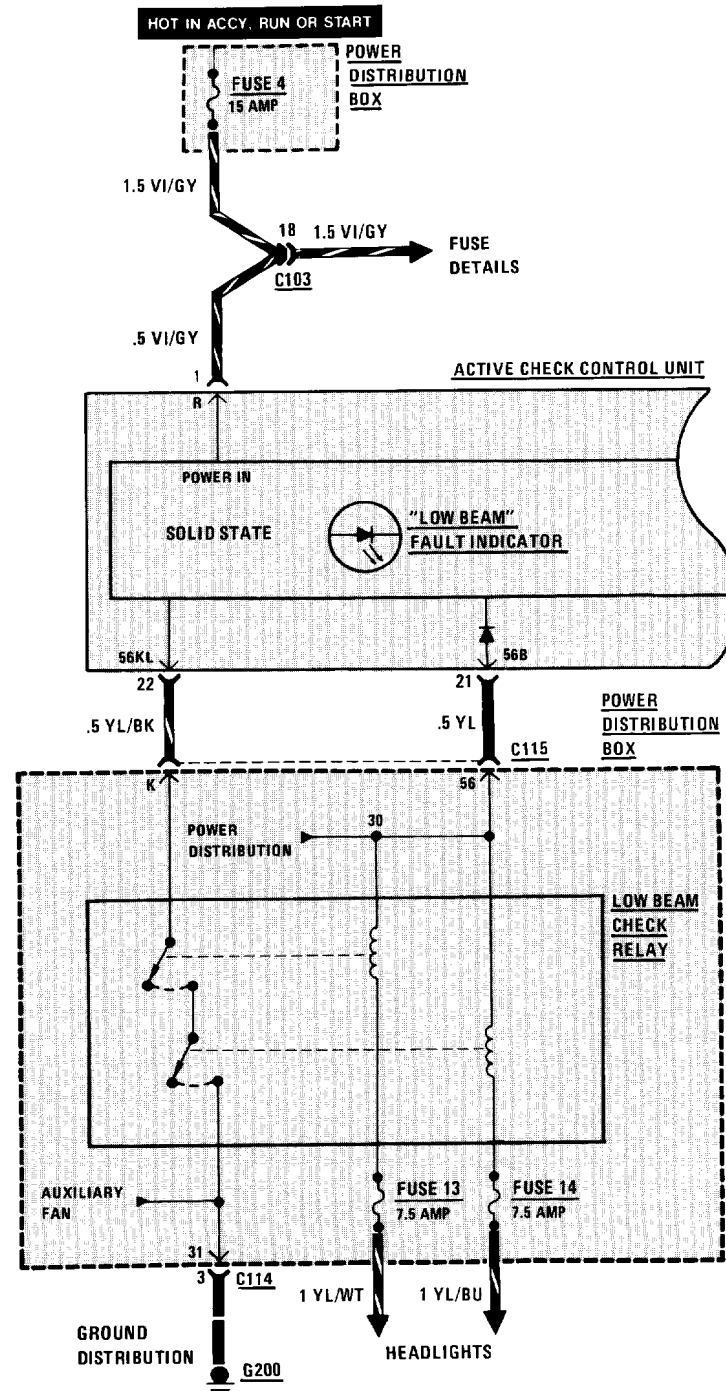 HOT IN ACCY, RUN OR START
POWER
DISTRIBUTION
BOX
FUSE 4
15 AMP
1.5 VI/GY
18
1.5 VI/GY
FUSE
DETAILS
C103
.5 VI/GY
1
ACTIVE CHECK CONTROL UNIT
R
POWER IN
SOLID STATE
"LOW BEAM"
FAULT INDICATOR
56KL
56B
22
21
.5 YL/BK
.5 YL
POWER
DISTRIBUTION
BOX
C115
K
56
POWER
DISTRIBUTION
30
LOW BEAM
CHECK
RELAY
AUXILIARY
FAN
FUSE 13
7.5 AMP
FUSE 14
7.5 AMP
31
3
C114
1 YL/WT
1 YL/BU
GROUND
DISTRIBUTION
HEADLIGHTS
G200